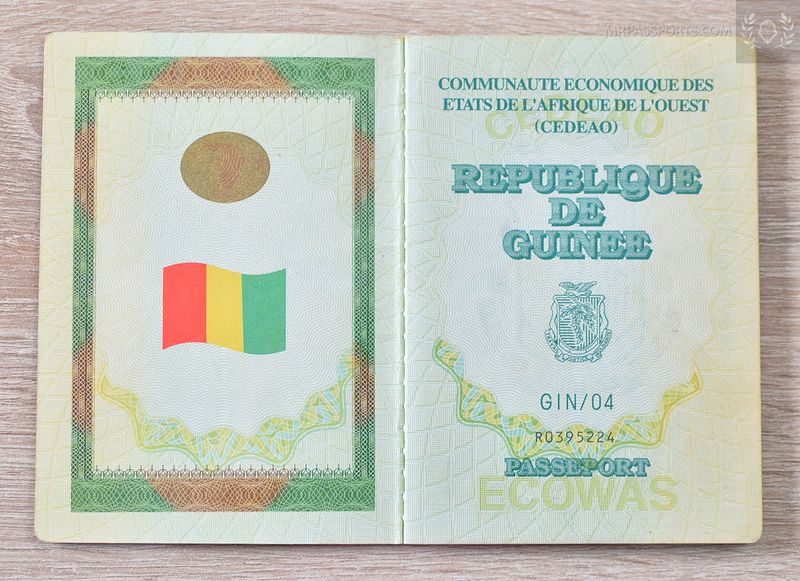 MRPASSPORTS.COM
COMMUNAUTE ECONOMIQUE DES
ETATS DE L'AFRIQUE DE L'OUEST
(CEDEAO)
CEDEAO
REPUBLIQUE
DE
GUINEE
GIN/04
R0395224
PASSEPORT
ECOWAS